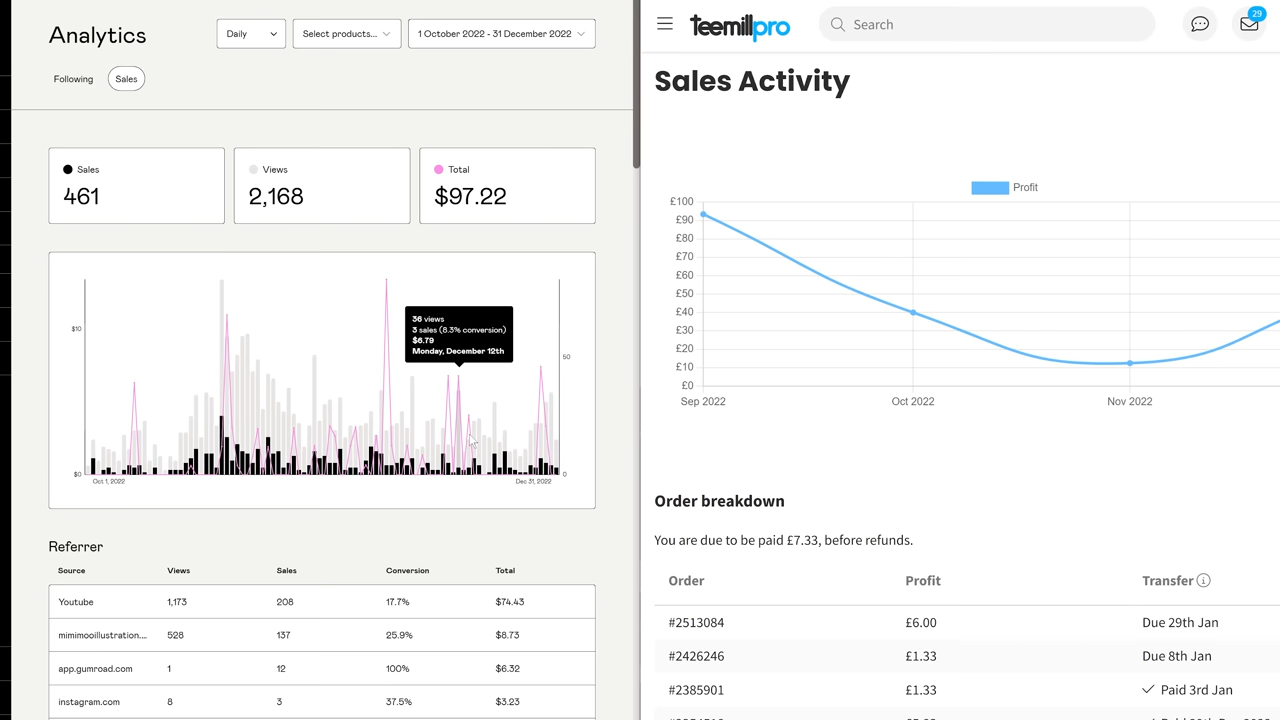 Analytics
Daily
Select products...
1 October 2022 - 31 December 2022
Following
Sales
Sales
461
Views
2,168
Total
$97.22
$10
$0
50
0
36 views
3 sales (8.3% conversion)
$6.79
Monday, December 12th
Oct 1, 2022
Dec 31, 2022
Referrer
Source Views Sales Conversion Total
Youtube 1,173 208 17.7% $74.43
mimimooillustration.... 528 137 25.9% $8.73
app.gumroad.com 1 12 100% $6.32
instagram.com 8 3 37.5% $3.23
teemillpro
Search
29
Sales Activity
Profit
£100
£90
£80
£70
£60
£50
£40
£30
£20
£10
£0
Sep 2022 Oct 2022 Nov 2022
Order breakdown
You are due to be paid £7.33, before refunds.
Order Profit Transfer
#2513084 £6.00 Due 29th Jan
#2426246 £1.33 Due 8th Jan
#2385901 £1.33 Paid 3rd Jan